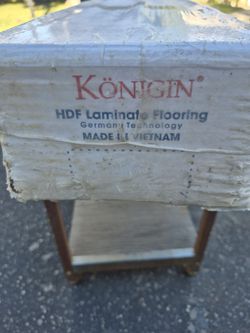 KÖNIGIN®
HDF Laminate Flooring
Germany Technology
MADE IN VIETNAM